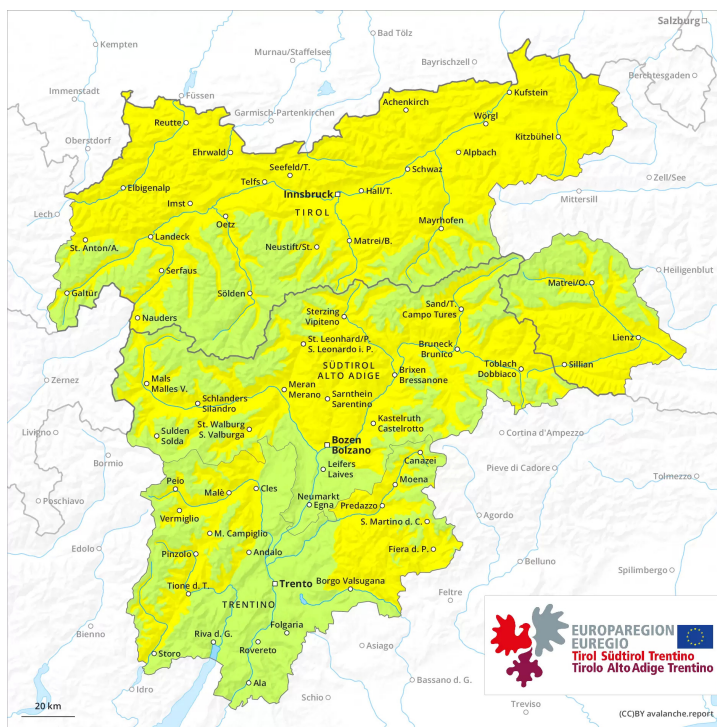 Salzburg
Kempten
Bad Tölz
Murnau/Staffelsee
Bayrischzell
Berchtesgaden
Immenstadt
Füssen
Garmisch-Partenkirchen
Achenkirch
Kufstein
Wörgl
Oberstdorf
Reutte
Ehrwald
Kitzbühel
Alpbach
Seefeld/T.
Telfs
Schwaz
Zell/See
Elbigenalp
Innsbruck
Hall/T.
Mittersill
Imst
TIROL
Lech
Oetz
Mayrhofen
St. Anton/A.
Landeck
Neustift/St.
Matrei/B.
Serfaus
Heiligenblut
Galtür
Sölden
Matrei/O.
Sand/T.
Campo Tures
Nauders
Sterzing
Vipiteno
Lienz
St. Leonhard/P.
S. Leonardo i. P.
Bruneck
Brunico
Toblach
Dobbiaco
Sillian
SÜDTIROL
ALTO ADIGE
Brixen
Bressanone
Zernez
Mals
Malles V.
Meran
Merano
Schlanders
Silandro
Sarnthein
Sarentino
St. Walburg
S. Valburga
Kastelruth
Castelrotto
Livigno
Sulden
Solda
Bozen
Bolzano
Cortina d'Ampezzo
Bormio
Leifers
Laives
Canazei
Pieve di Cadore
Tolmezzo
Poschiavo
Peio
Malè
Cles
Neumarkt
Egna
Moena
Vermiglio
Predazzo
Agordo
S. Martino d. C.
M. Campiglio
Edolo
Pinzolo
Andalo
Fiera d. P.
Belluno
Spilimbergo
Tione d. T.
Trento
Borgo Valsugana
Feltre
TRENTINO
Bienno
Folgaria
Riva d. G.
Rovereto
Asiago
Storo
Bassano d. G.
Idro
Ala
Schio
Treviso
20 km
EUROPAREGION
EUREGIO
Tirol Südtirol Trentino
Tirolo Alto Adige Trentino
(CC)BY avalanche.report